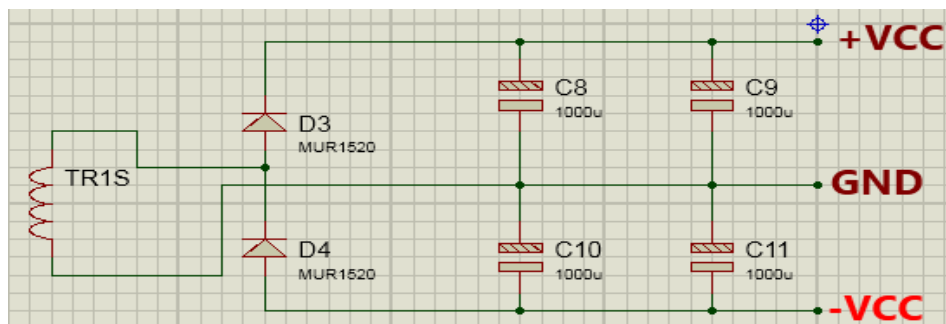 +VCC
C8
1000u
C9
1000u
D3
MUR1520
TR1S
GND
D4
MUR1520
C10
1000u
C11
1000u
-VCC